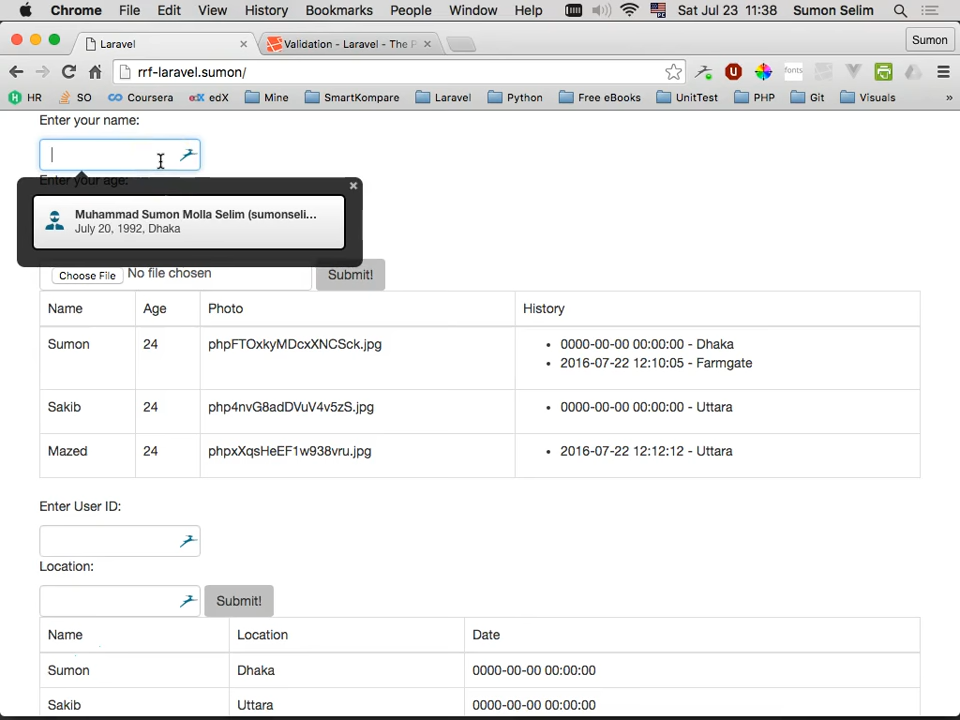 Chrome File Edit View History Bookmarks People Window Help Sat Jul 23 11:38 Sumon Selim
Laravel × Validation - Laravel - The P × Sumon
rrf-laravel.sumon/ fonts
HR SO Coursera edX Mine SmartKompare Laravel Python Free eBooks UnitTest PHP Git Visuals »
Enter your name:
Enter your age:
Muhammad Sumon Molla Selim (sumonseli...
July 20, 1992, Dhaka
Choose File No file chosen Submit!
Name Age Photo History
Sumon 24 phpFTOxkyMDcxXNCSck.jpg • 0000-00-00 00:00:00 - Dhaka
• 2016-07-22 12:10:05 - Farmgate
Sakib 24 php4nvG8adDVuV4v5zS.jpg • 0000-00-00 00:00:00 - Uttara
Mazed 24 phpxXqsHeEF1w938vru.jpg • 2016-07-22 12:12:12 - Uttara
Enter User ID:
Location:
Submit!
Name Location Date
Sumon Dhaka 0000-00-00 00:00:00
Sakib Uttara 0000-00-00 00:00:00